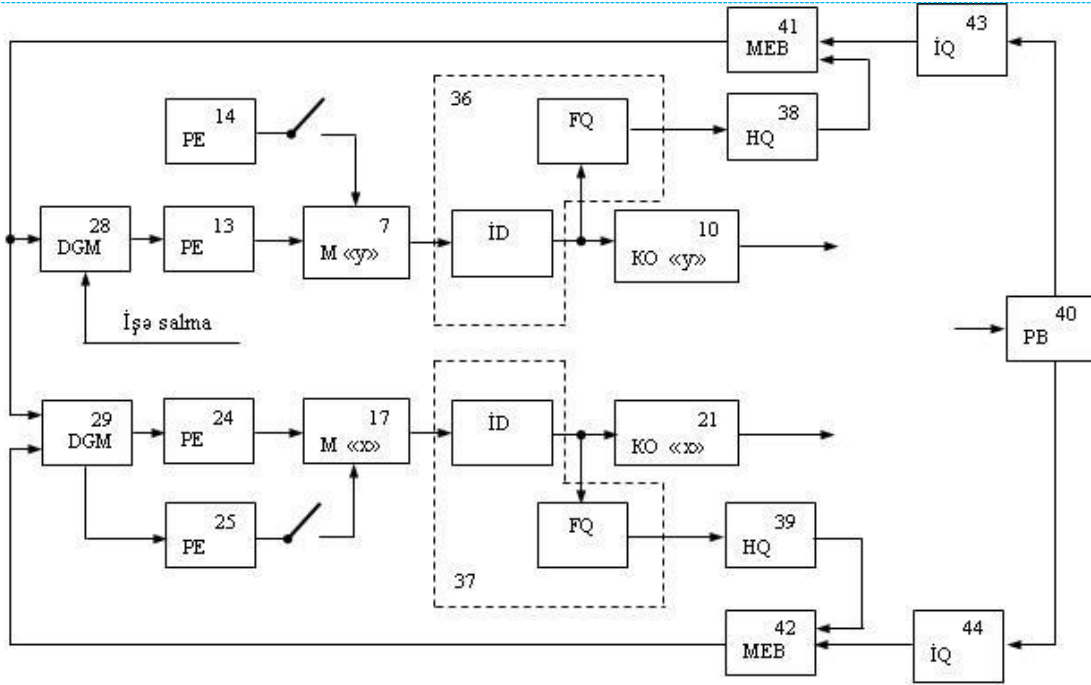 41
MEB
43
İQ
36
FQ
38
HQ
14
PE
28
DGM
13
PE
7
M «y»
İD
10
KO «y»
İşə salma
40
PB
29
DGM
24
PE
17
M «x»
İD
21
KO «x»
25
PE
FQ
39
HQ
37
42
MEB
44
İQ